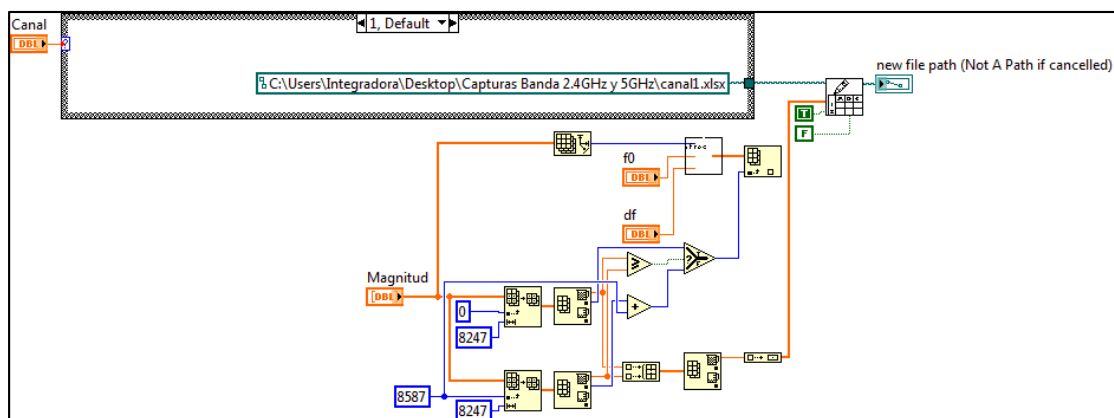 Canal
1, Default
DBL
C:\Users\Integradora\Desktop\Capturas Banda 2.4GHz y 5GHz\canal1.xlsx
new file path (Not A Path if cancelled)
T
F
f0
DBL
df
DBL
Magnitud
DBL
0
8247
8587
8247